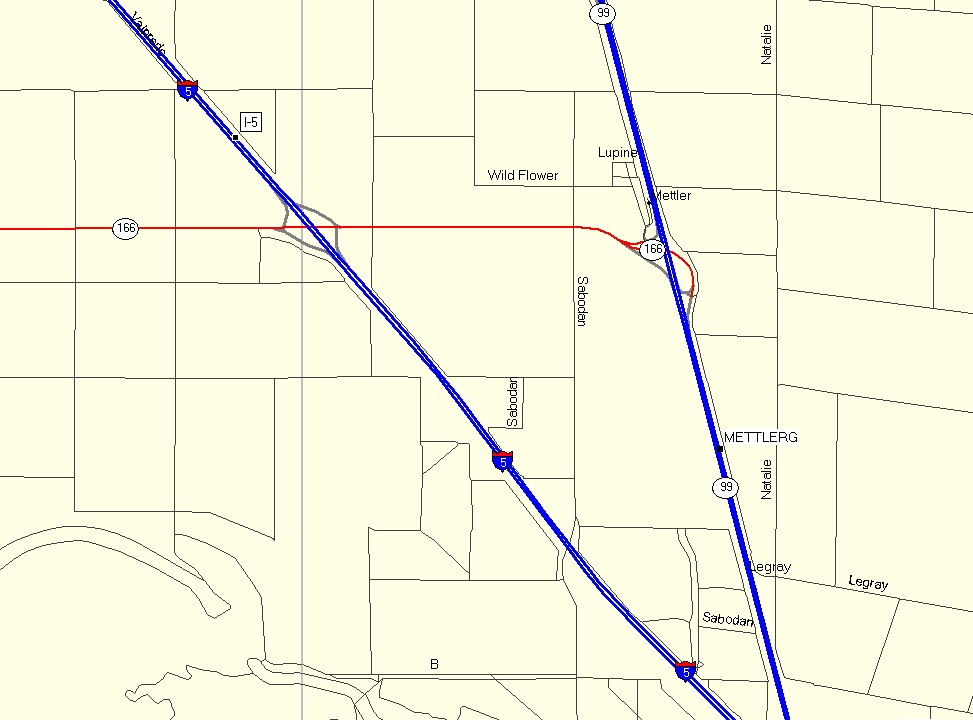 99
Valpredo
Natalie
5
I-5
Lupine
Wild Flower
Mettler
166
166
Sabodan
Sabodan
METTLERG
5
Natalie
99
Legray
Legray
Sabodan
B
5